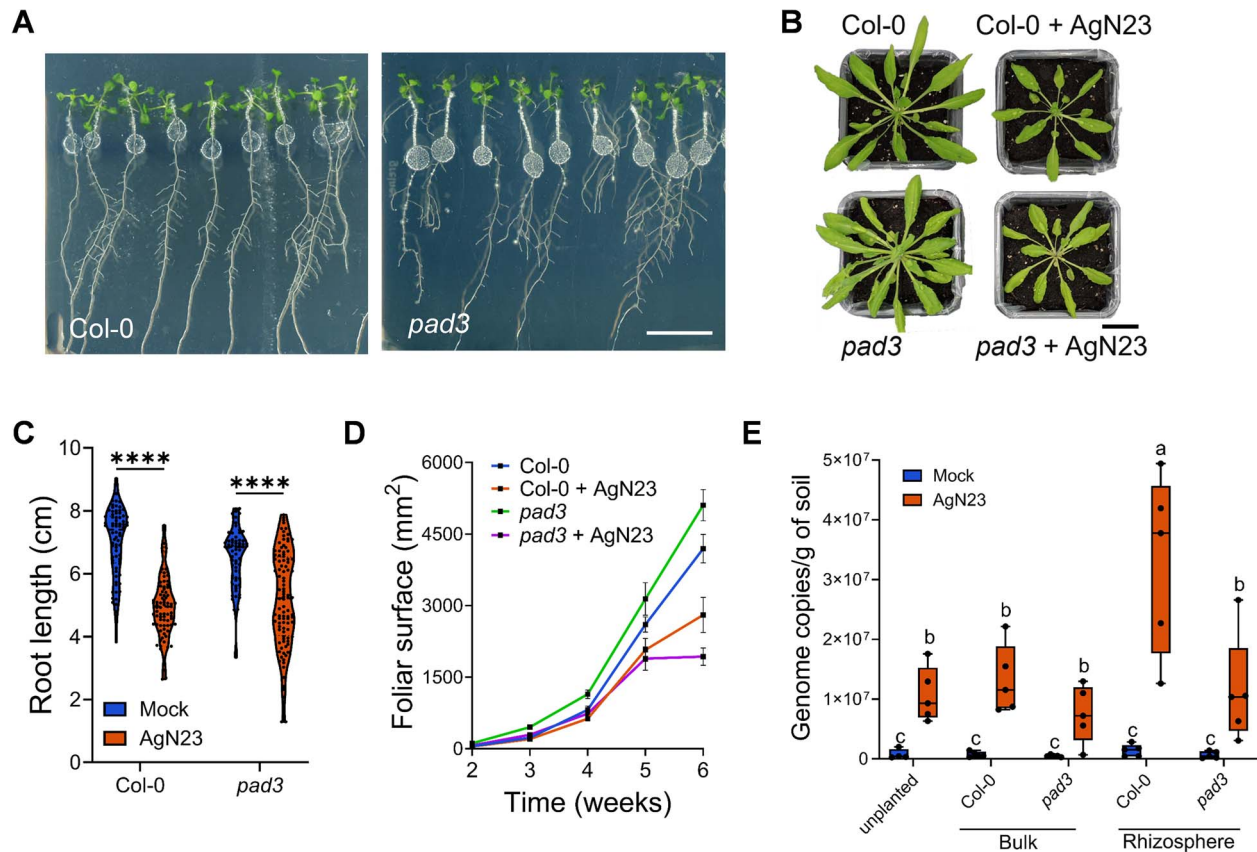 A
Col-0
pad3
B
Col-0
Col-0 + AgN23
pad3
pad3 + AgN23
C
Root length (cm)
10
8
6
4
2
0
****
****
Mock
AgN23
Col-0
pad3
D
Foliar surface (mm²)
6000
4500
3000
1500
0
Col-0
Col-0 + AgN23
pad3
pad3 + AgN23
2 3 4 5 6
Time (weeks)
E
Genome copies/g of soil
5×10⁷
4×10⁷
3×10⁷
2×10⁷
1×10⁷
0
Mock
AgN23
c b c b c b c a c b
unplanted
Col-0
pad3
Col-0
pad3
Bulk
Rhizosphere